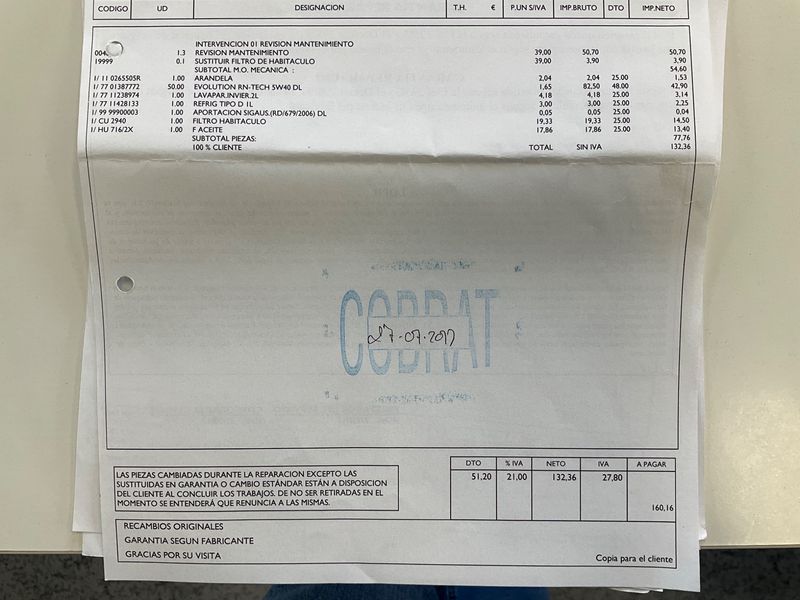 CODIGO UD DESIGNACION T.H. € P.UN S/IVA IMP.BRUTO DTO IMP.NETO
INTERVENCION 01 REVISION MANTENIMIENTO
1.3 REVISION MANTENIMIENTO 39,00 50,70 50,70
19999 0.1 SUSTITUIR FILTRO DE HABITACULO 39,00 3,90 3,90
SUBTOTAL M.O. MECANICA : 54,60
I/ 11 0265505R 1.00 ARANDELA 2,04 2,04 25.00 1,53
I/ 77 01387772 50.00 EVOLUTION RN-TECH 5W40 DL 1,65 82,50 48.00 42,90
I/ 77 11238974 1.00 LAVAPAR.INVIER.2L 4,18 4,18 25.00 3,14
I/ 77 11428133 1.00 REFRIG TIPO D 1L 3,00 3,00 25.00 2,25
I/ 99 99900003 1.00 APORTACION SIGAUS.(RD/679/2006) DL 0,05 0,05 25.00 0,04
I/ CU 2940 1.00 FILTRO HABITACULO 19,33 19,33 25.00 14,50
I/ HU 716/2X 1.00 F ACEITE 17,86 17,86 25.00 13,40
SUBTOTAL PIEZAS: 77,76
100 % CLIENTE TOTAL SIN IVA 132,36
COBRAT
27-07-2017
LAS PIEZAS CAMBIADAS DURANTE LA REPARACION EXCEPTO LAS
SUSTITUIDAS EN GARANTIA O CAMBIO ESTÁNDAR ESTÁN A DISPOSICION
DEL CLIENTE AL CONCLUIR LOS TRABAJOS. DE NO SER RETIRADAS EN EL
MOMENTO SE ENTENDERÁ QUE RENUNCIA A LAS MISMAS.
DTO % IVA NETO IVA A PAGAR
51,20 21,00 132,36 27,80
160,16
RECAMBIOS ORIGINALES
GARANTIA SEGUN FABRICANTE
GRACIAS POR SU VISITA
Copia para el cliente